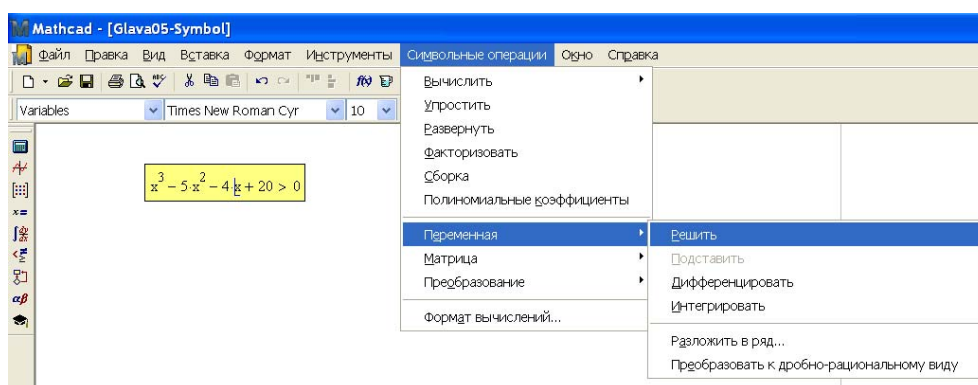 Mathcad - [Glava05-Symbol]
Файл Правка Вид Вставка Формат Инструменты Символьные операции Окно Справка
Variables Times New Roman Cyr 10
x³ − 5·x² − 4·x + 20 > 0
Вычислить
Упростить
Развернуть
Факторизовать
Сборка
Полиномиальные коэффициенты
Переменная
Матрица
Преобразование
Формат вычислений...
Решить
Подставить
Дифференцировать
Интегрировать
Разложить в ряд...
Преобразовать к дробно-рациональному виду